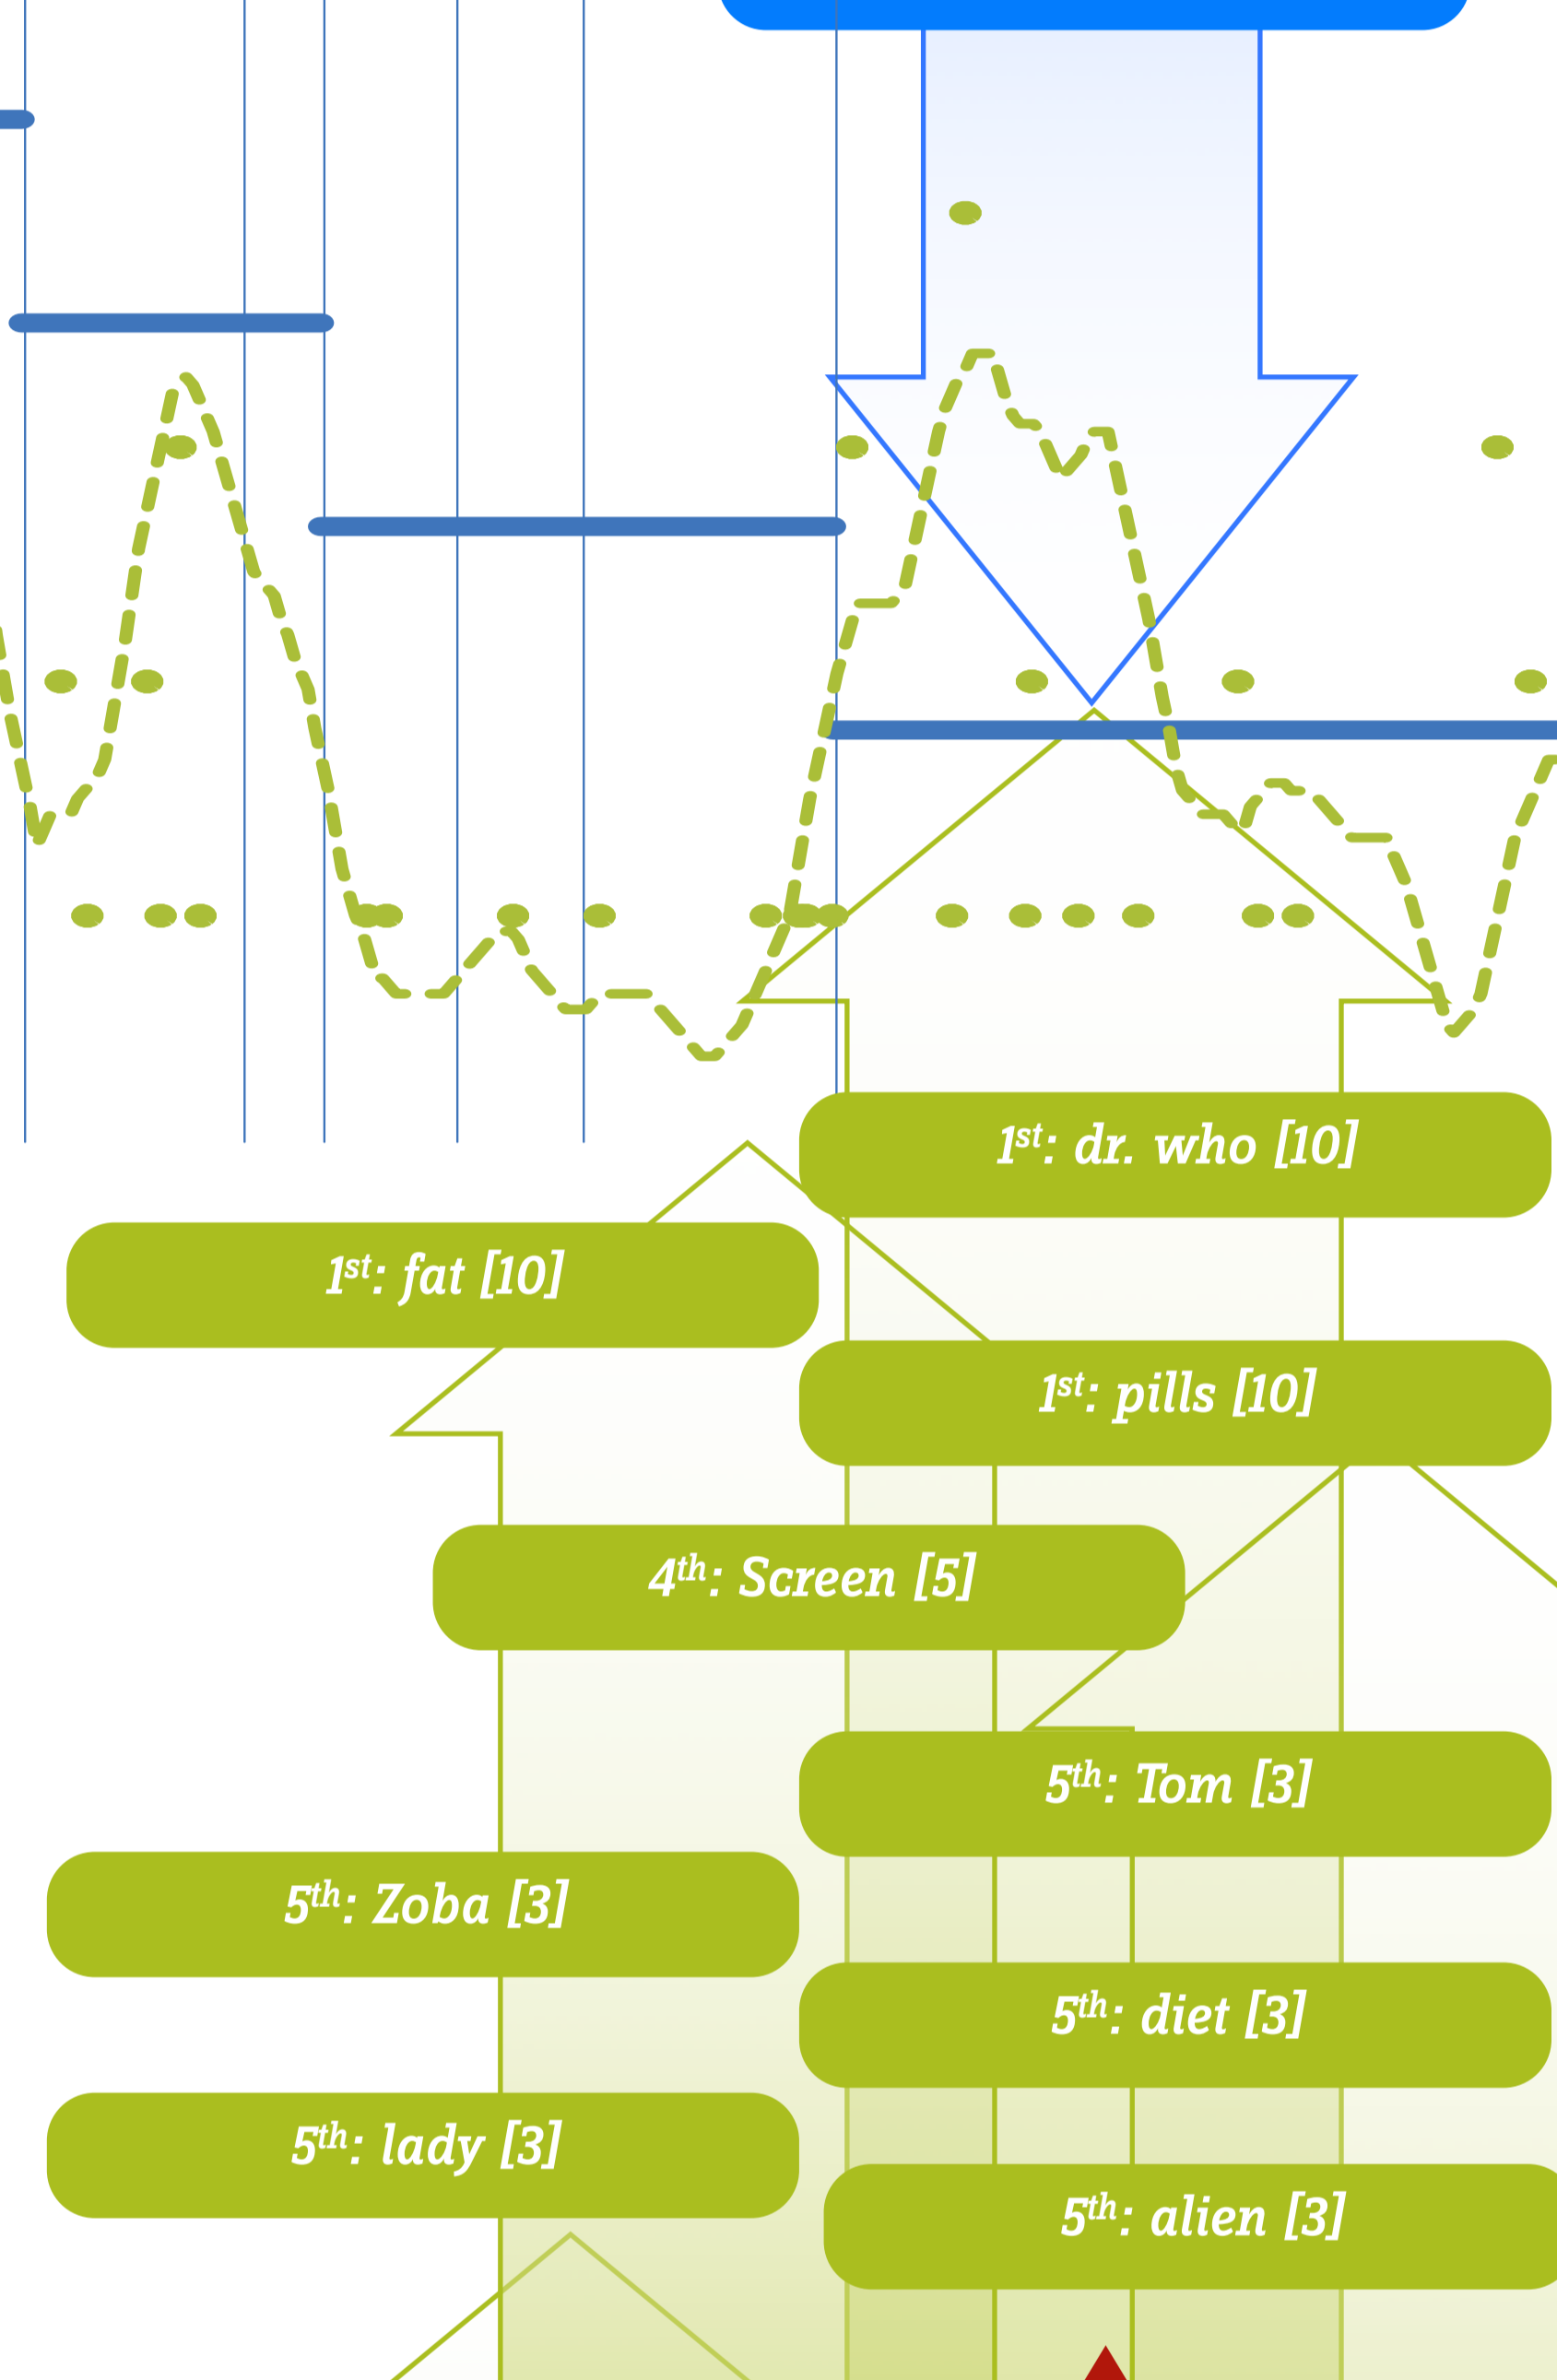 1st: dr. who [10]
1st: fat [10]
1st: pills [10]
4th: Screen [5]
5th: Tom [3]
5th: Zoba [3]
5th: diet [3]
5th: lady [3]
5th: alien [3]